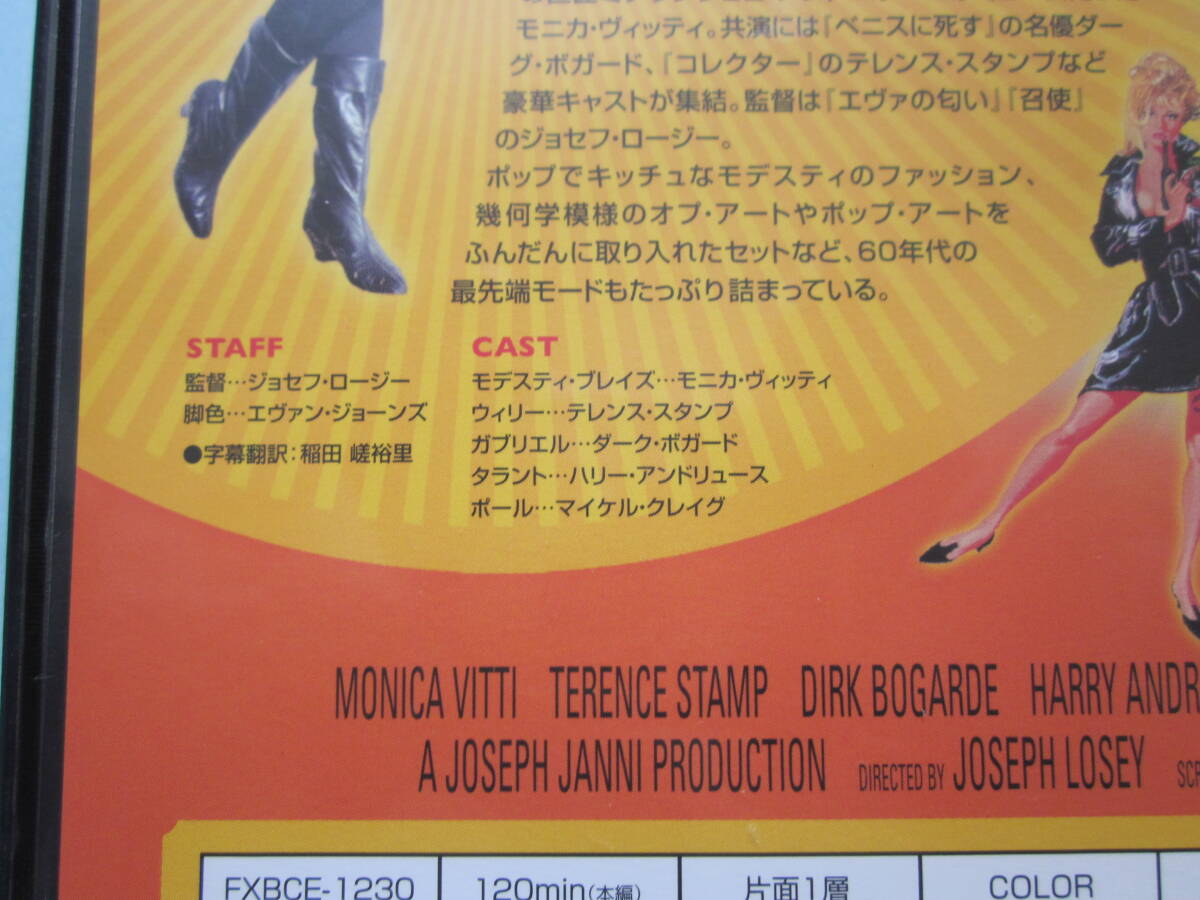 モニカ・ヴィッティ。共演には『ベニスに死す』の名優ダー
グ・ボガード、『コレクター』のテレンス・スタンプなど
豪華キャストが集結。監督は『エヴァの匂い』『召使』
のジョセフ・ロージー。
ポップでキッチュなモデスティのファッション、
幾何学模様のオプ・アートやポップ・アートを
ふんだんに取り入れたセットなど、60年代の
最先端モードもたっぷり詰まっている。
STAFF
監督…ジョセフ・ロージー
脚色…エヴァン・ジョーンズ
●字幕翻訳：稲田 嵯裕里
CAST
モデスティ・ブレイズ…モニカ・ヴィッティ
ウィリー…テレンス・スタンプ
ガブリエル…ダーク・ボガード
タラント…ハリー・アンドリュース
ポール…マイケル・クレイグ
MONICA VITTI TERENCE STAMP DIRK BOGARDE HARRY ANDR
A JOSEPH JANNI PRODUCTION DIRECTED BY JOSEPH LOSEY SCR
FXBCE-1230 120min(本編) 片面1層 COLOR